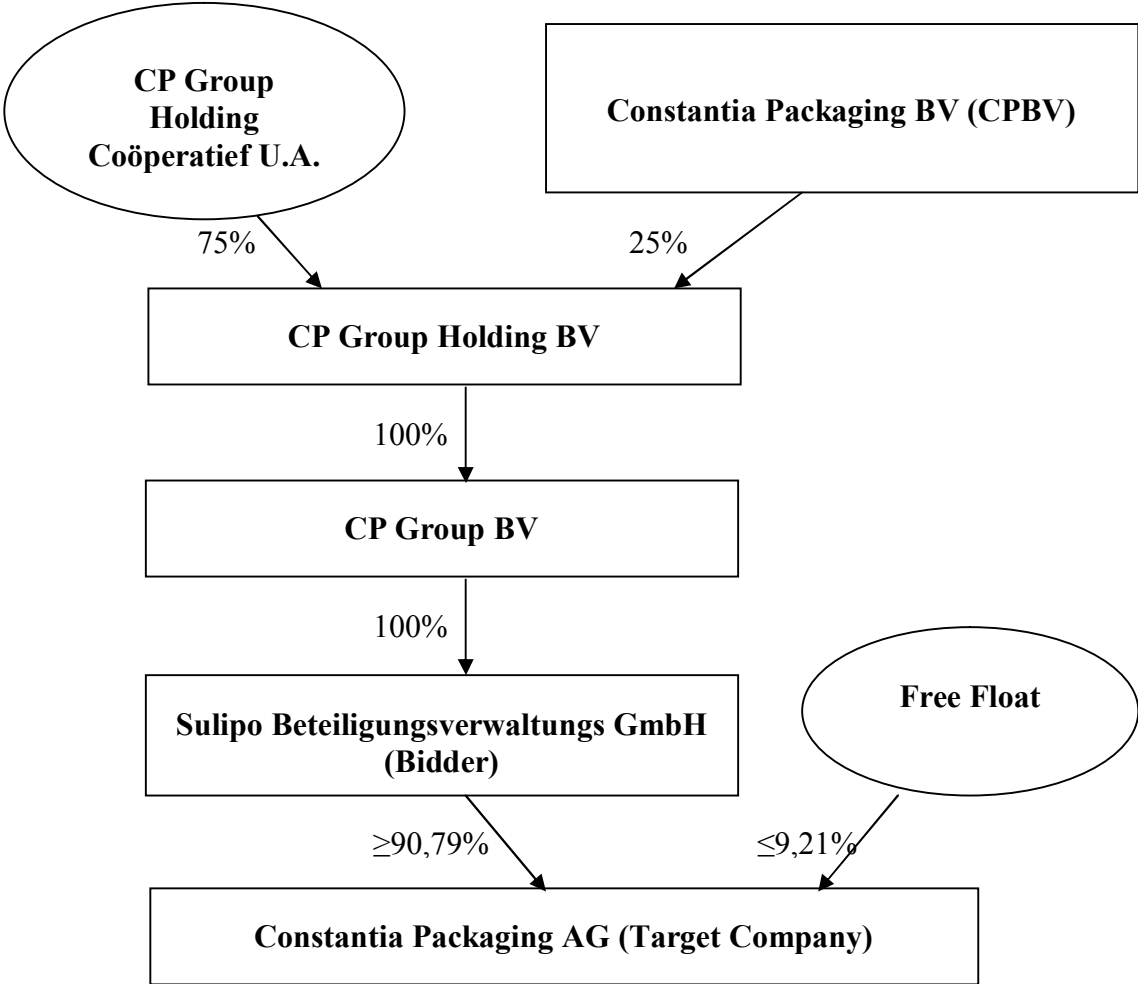 CP Group
Holding
Coöperatief U.A.
Constantia Packaging BV (CPBV)
75%
25%
CP Group Holding BV
100%
CP Group BV
100%
Sulipo Beteiligungsverwaltungs GmbH
(Bidder)
Free Float
≥90,79%
≤9,21%
Constantia Packaging AG (Target Company)